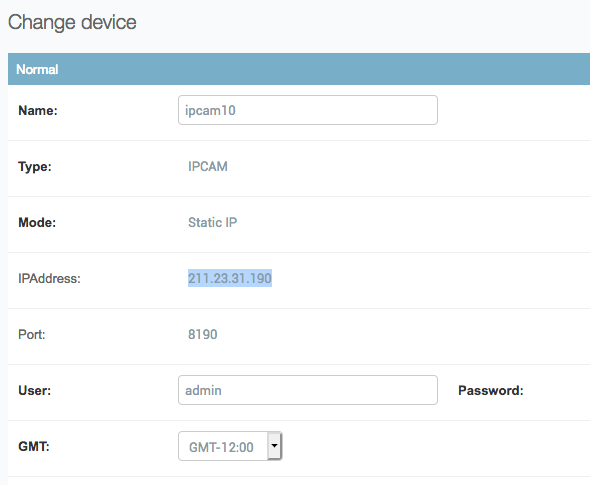 Change device
Normal
Name: ipcam10
Type: IPCAM
Mode: Static IP
IPAddress: 211.23.31.190
Port: 8190
User: admin Password:
GMT: GMT-12:00